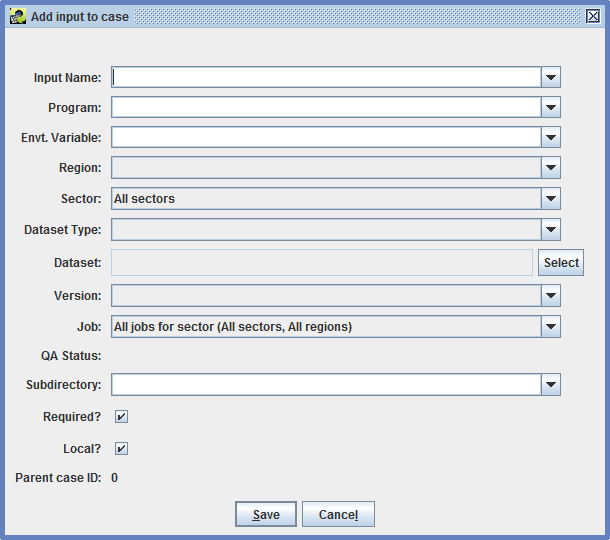 Add input to case
Input Name:
Program:
Envt. Variable:
Region:
Sector: All sectors
Dataset Type:
Dataset: Select
Version:
Job: All jobs for sector (All sectors, All regions)
QA Status:
Subdirectory:
Required?
Local?
Parent case ID: 0
Save Cancel